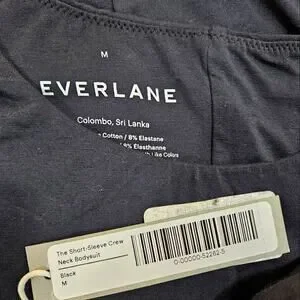 M
EVERLANE
Colombo, Sri Lanka
Cotton / 8% Elastane
8% Elasthanne
Like Colors
The Short-Sleeve Crew
Neck Bodysuit
Black
M
0-00000-52282-5